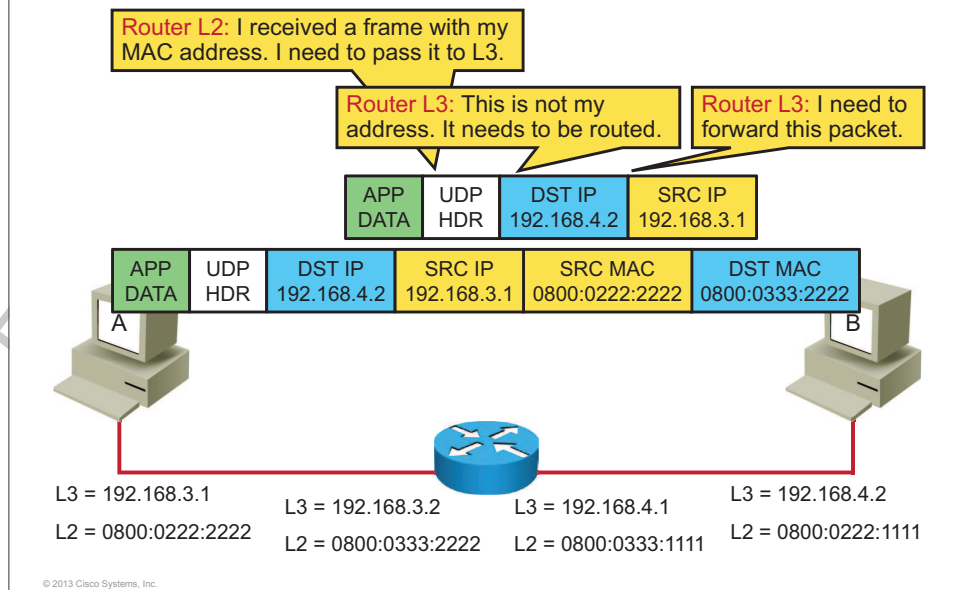 Router L2: I received a frame with my
MAC address. I need to pass it to L3.
Router L3: This is not my
address. It needs to be routed.
Router L3: I need to
forward this packet.
APP
DATA
UDP
HDR
DST IP
192.168.4.2
SRC IP
192.168.3.1
APP
DATA
UDP
HDR
DST IP
192.168.4.2
SRC IP
192.168.3.1
SRC MAC
0800:0222:2222
DST MAC
0800:0333:2222
A
B
L3 = 192.168.3.1
L2 = 0800:0222:2222
L3 = 192.168.3.2
L2 = 0800:0333:2222
L3 = 192.168.4.1
L2 = 0800:0333:1111
L3 = 192.168.4.2
L2 = 0800:0222:1111
© 2013 Cisco Systems, Inc.